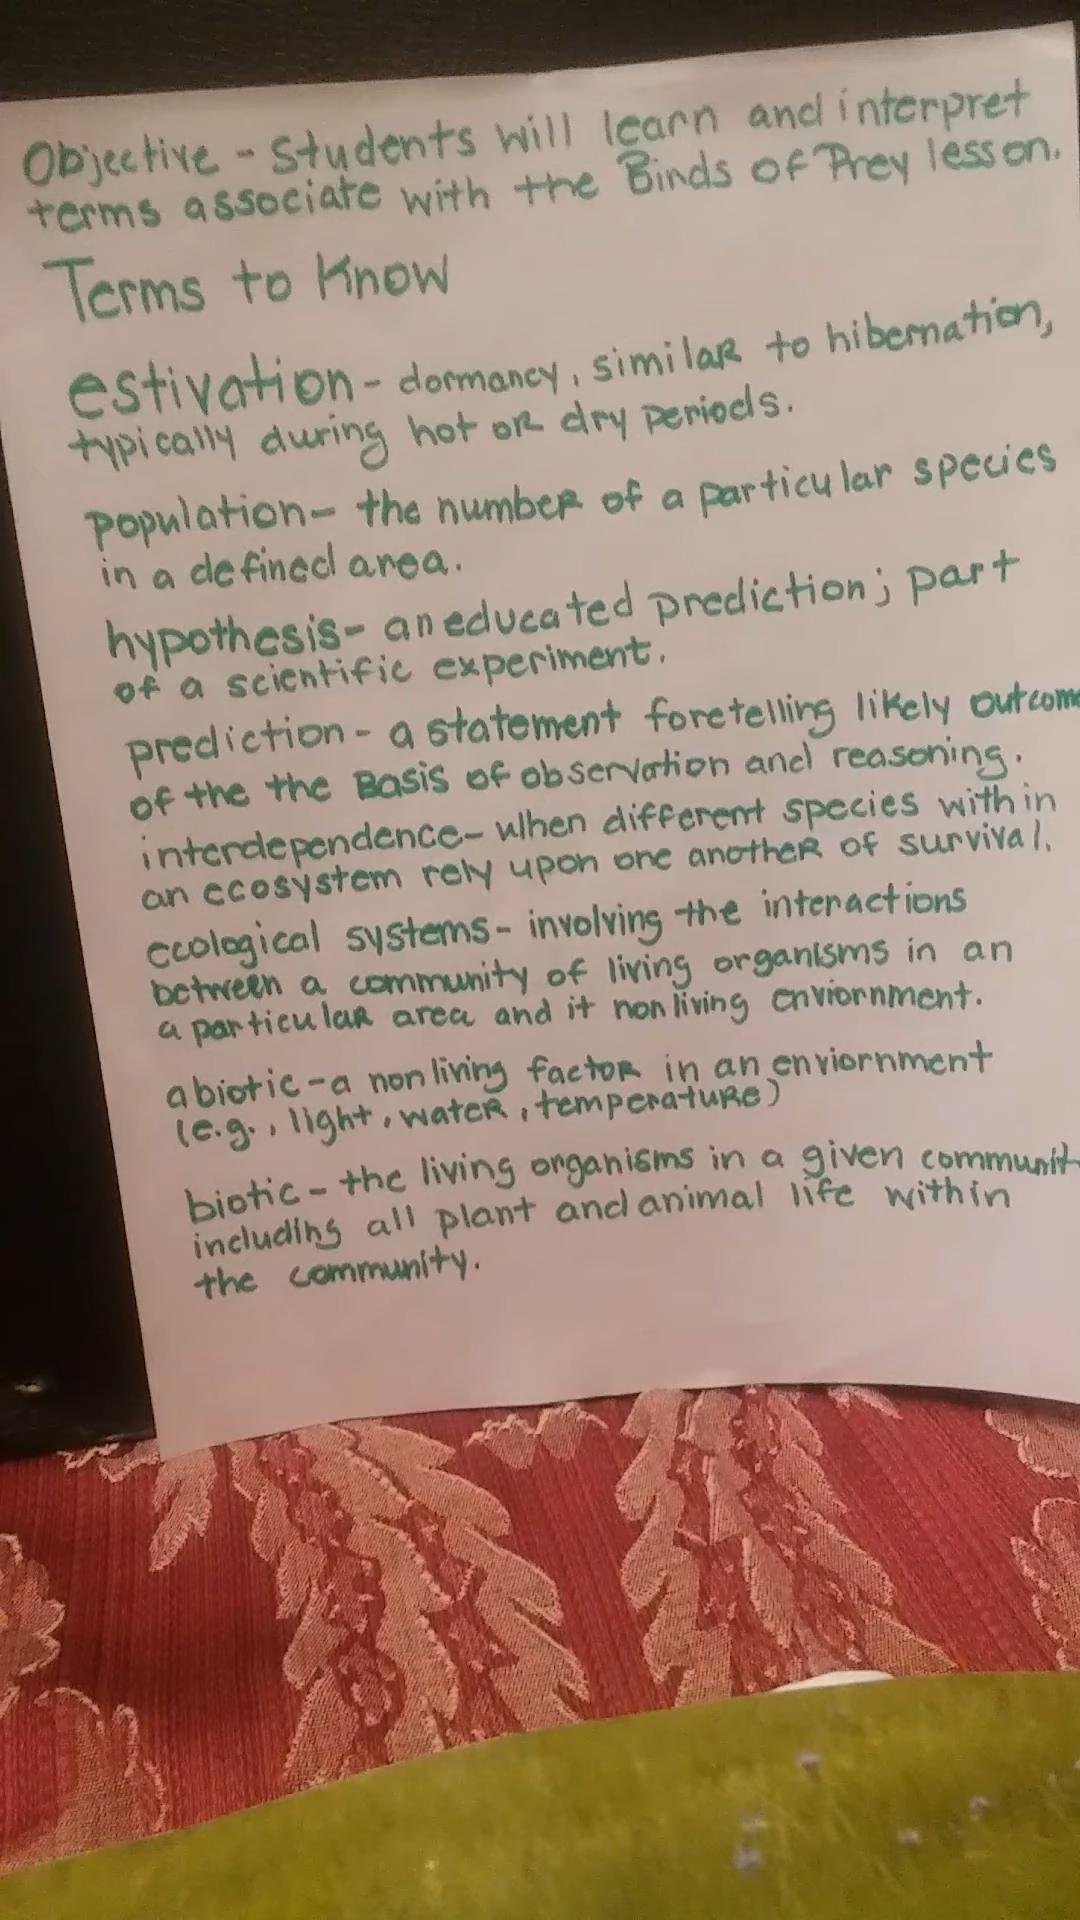 Objective - students will learn and interpret
terms associate with the Binds of Prey lesson.
Terms to Know
estivation - dormancy, similar to hibernation,
typically during hot or dry periods.
population - the number of a particular species
in a defined area.
hypothesis - an educated prediction; part
of a scientific experiment.
prediction - a statement foretelling likely outcome
of the the Basis of observation and reasoning.
interdependence - when different species within
an ecosystem rely upon one another of survival.
ecological systems - involving the interactions
between a community of living organisms in an
a particular area and it nonliving enviornment.
abiotic - a nonliving factor in an enviornment
(e.g., light, water, temperature)
biotic - the living organisms in a given communit
including all plant and animal life within
the community.